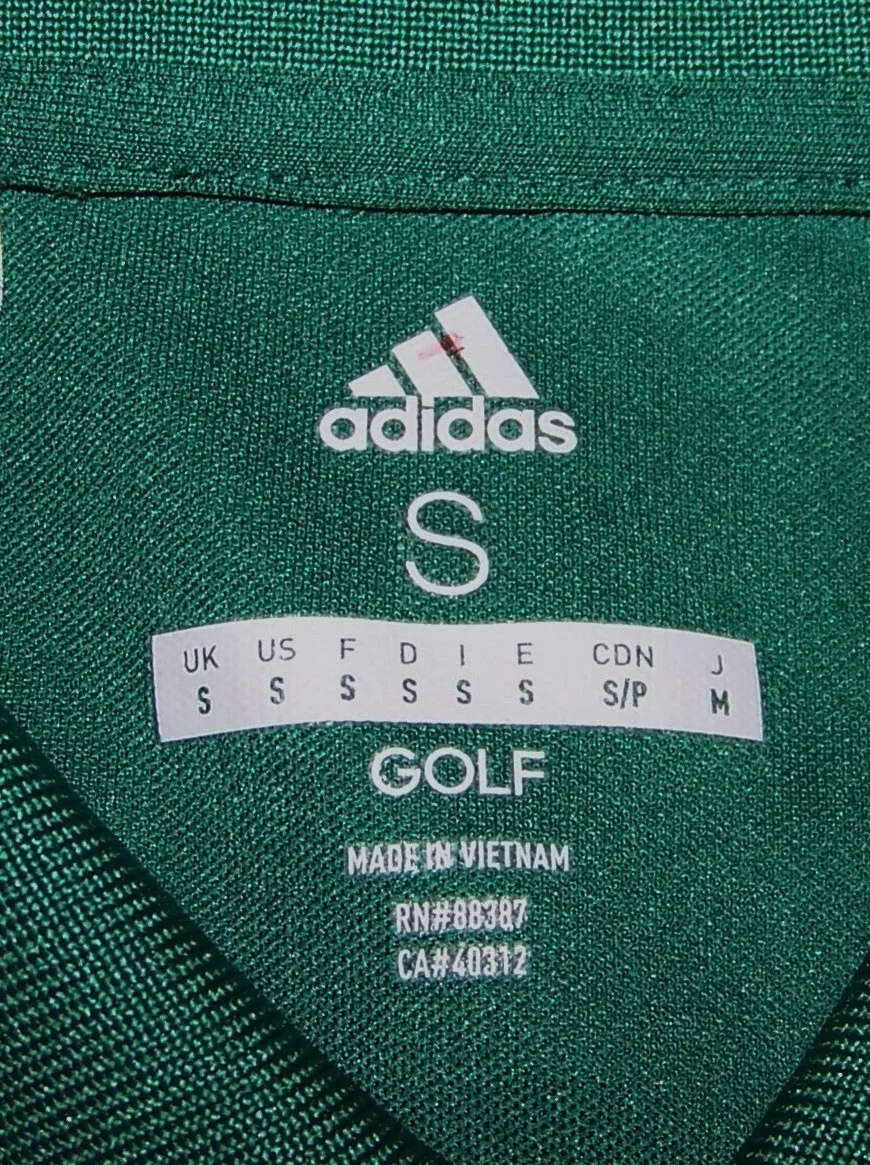 adidas
S
UK US F D I E CDN J
S S S S S S S/P M
GOLF
MADE IN VIETNAM
RN#88387
CA#40312